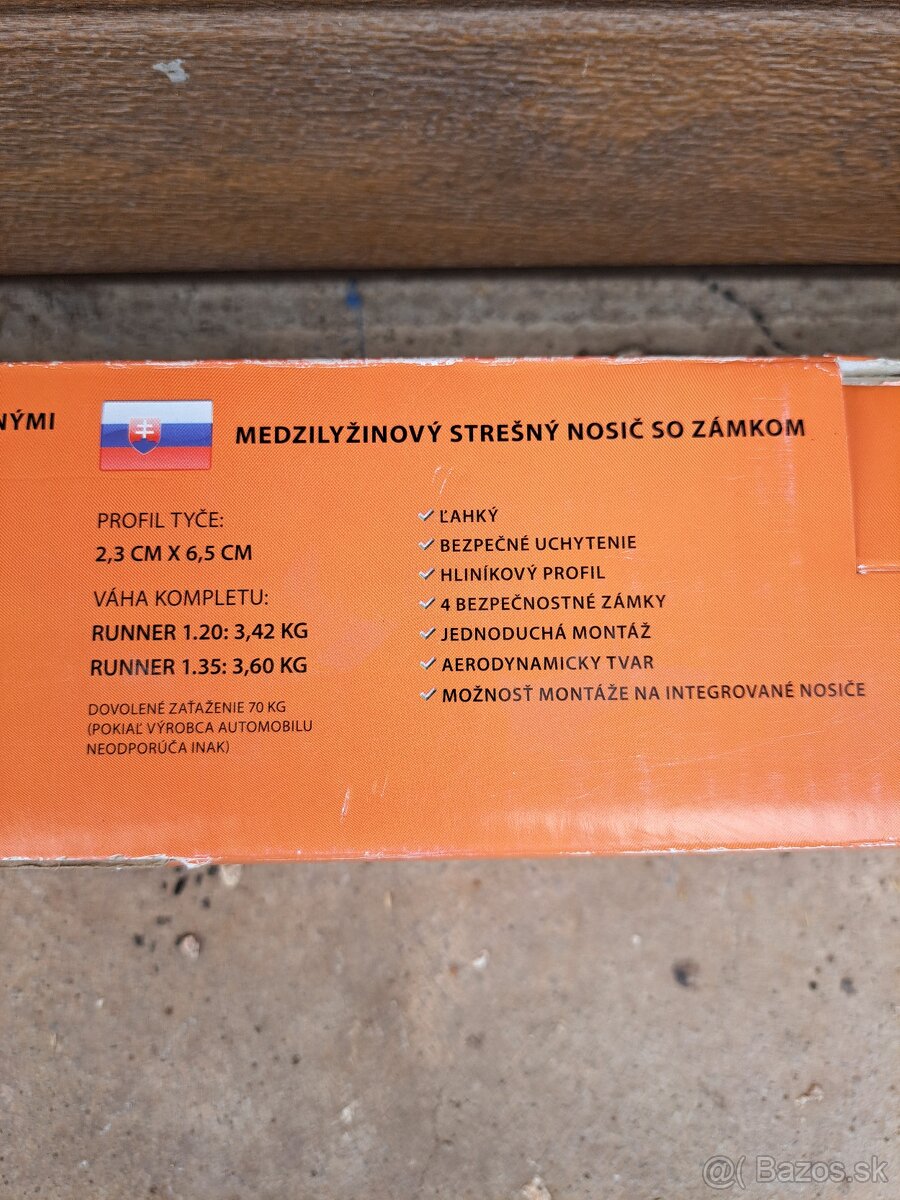 NÝMI
MEDZILYŽINOVÝ STREŠNÝ NOSIČ SO ZÁMKOM
PROFIL TYČE:
2,3 CM X 6,5 CM
VÁHA KOMPLETU:
RUNNER 1.20: 3,42 KG
RUNNER 1.35: 3,60 KG
DOVOLENÉ ZAŤAŽENIE 70 KG
(POKIAĽ VÝROBCA AUTOMOBILU
NEODPORÚČA INAK)
ĽAHKÝ
BEZPEČNÉ UCHYTENIE
HLINÍKOVÝ PROFIL
4 BEZPEČNOSTNÉ ZÁMKY
JEDNODUCHÁ MONTÁŽ
AERODYNAMICKY TVAR
MOŽNOSŤ MONTÁŽE NA INTEGROVANÉ NOSIČE
@( Bazos.sk